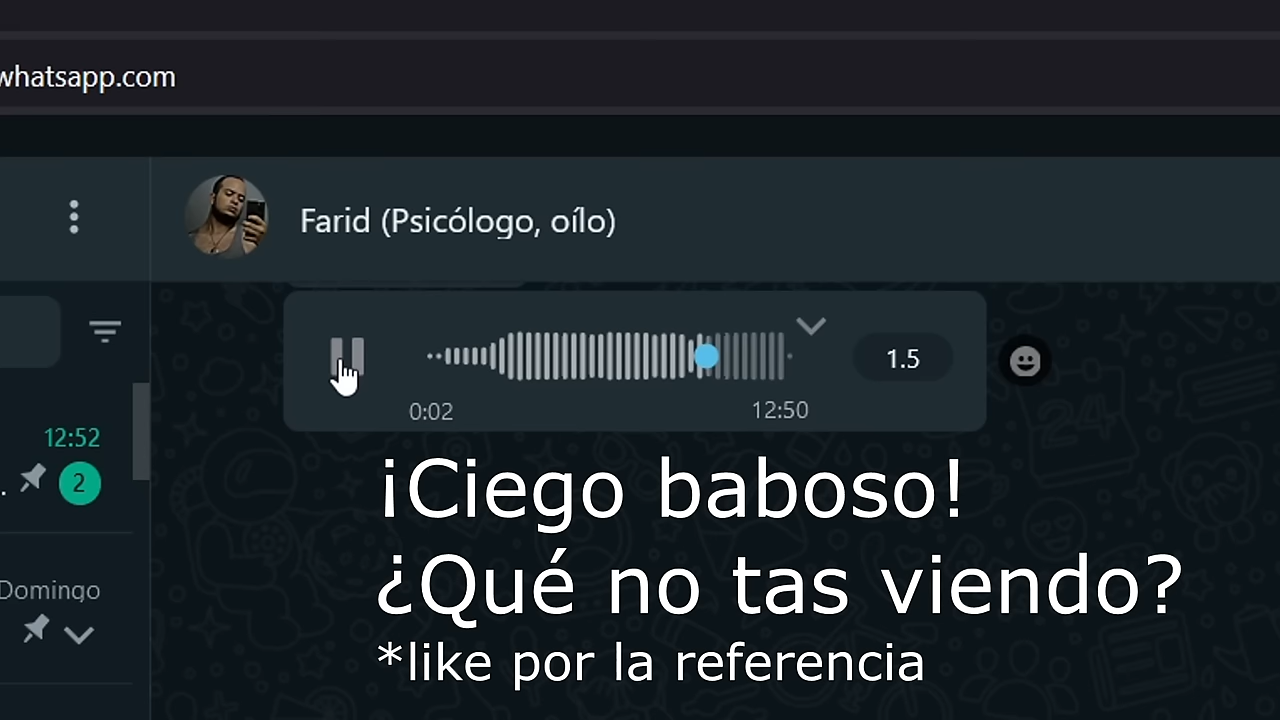 whatsapp.com
Farid (Psicólogo, oílo)
1.5
0:02
12:50
12:52
2
Domingo
¡Ciego baboso!
¿Qué no tas viendo?
*like por la referencia